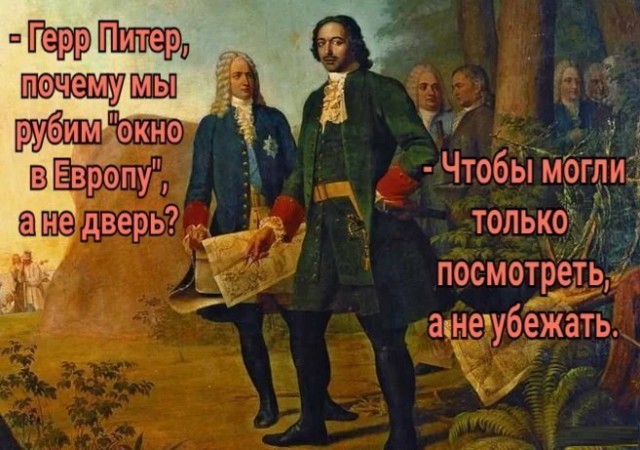 - Герр Питер,
почему мы
рубим "окно
в Европу",
а не дверь?
- Чтобы могли
только
посмотреть,
а не убежать.